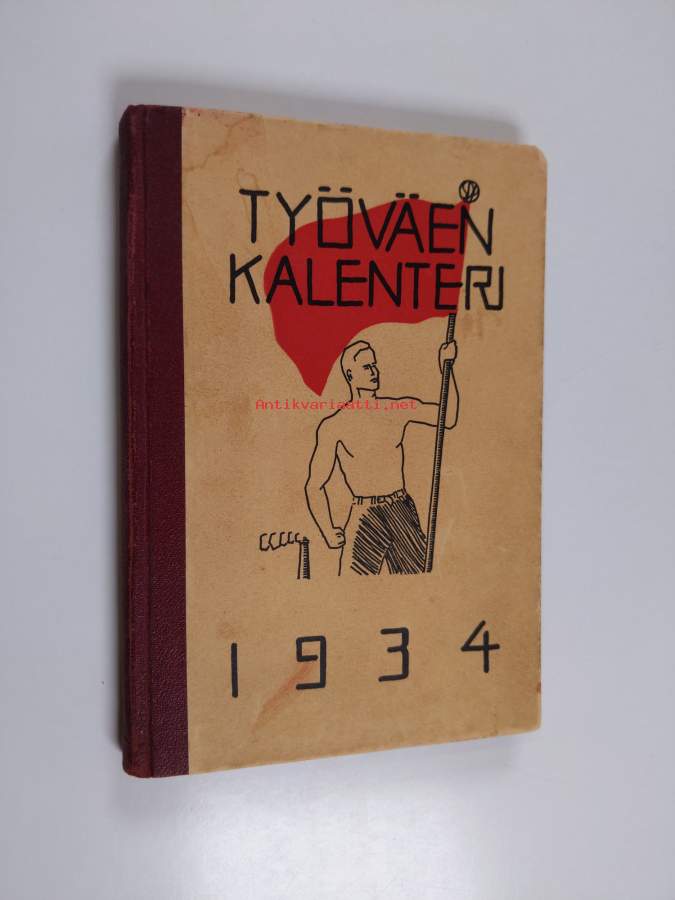 TYÖVÄEN
KALENTERI
Antikvariaatti.net
1934